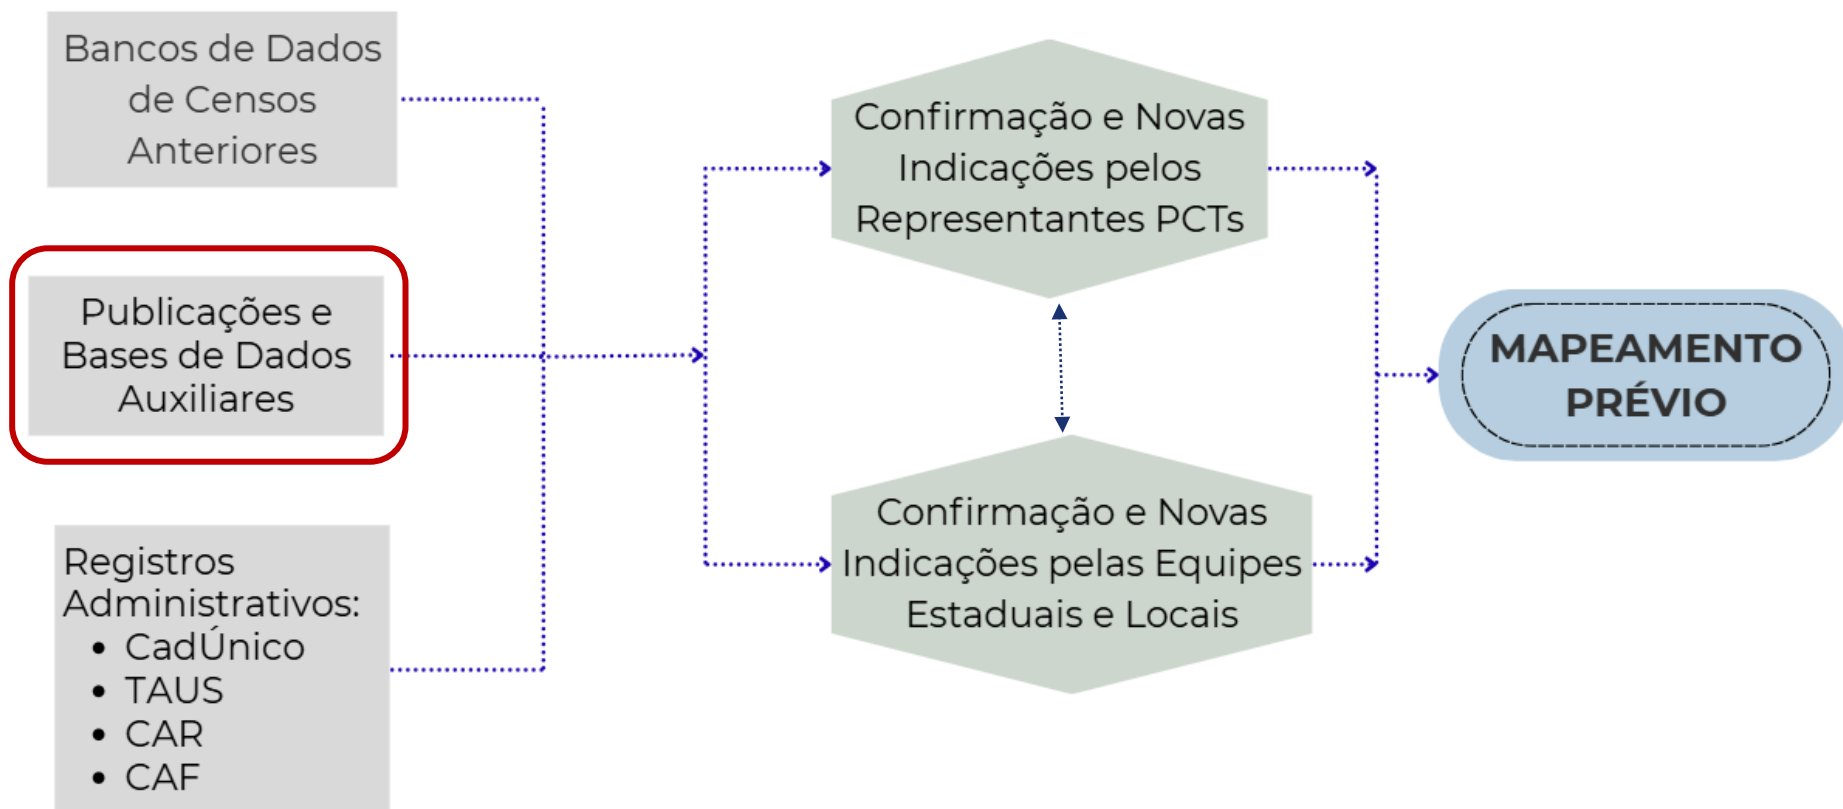 Bancos de Dados
de Censos
Anteriores
Publicações e
Bases de Dados
Auxiliares
Registros
Administrativos:
• CadÚnico
• TAUS
• CAR
• CAF
Confirmação e Novas
Indicações pelos
Representantes PCTs
Confirmação e Novas
Indicações pelas Equipes
Estaduais e Locais
MAPEAMENTO
PRÉVIO